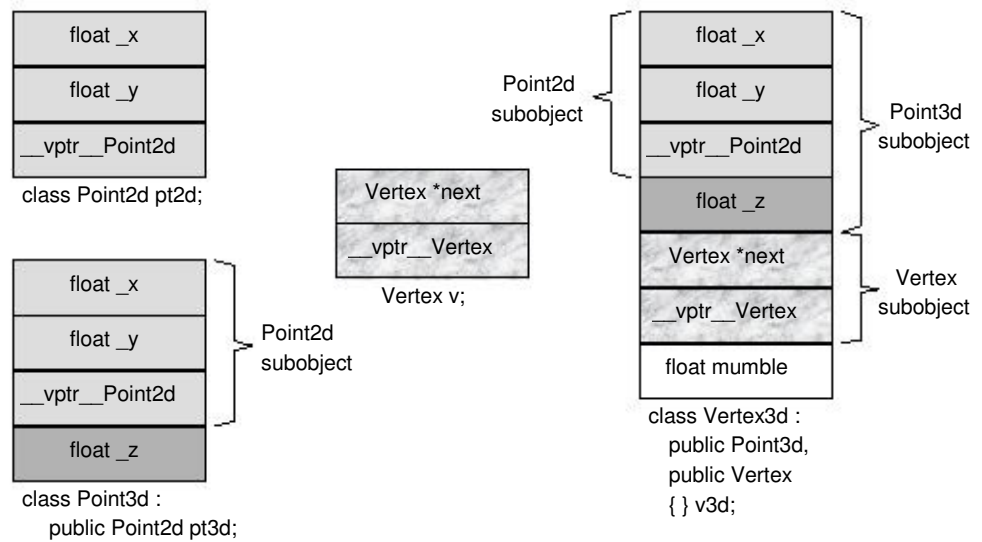 float _x
float _y
__vptr__Point2d
class Point2d pt2d;
float _x
float _y
__vptr__Point2d
float _z
Point2d
subobject
class Point3d :
public Point2d pt3d;
Vertex *next
__vptr__Vertex
Vertex v;
Point2d
subobject
float _x
float _y
__vptr__Point2d
float _z
Vertex *next
__vptr__Vertex
float mumble
Point3d
subobject
Vertex
subobject
class Vertex3d :
public Point3d,
public Vertex
{ } v3d;